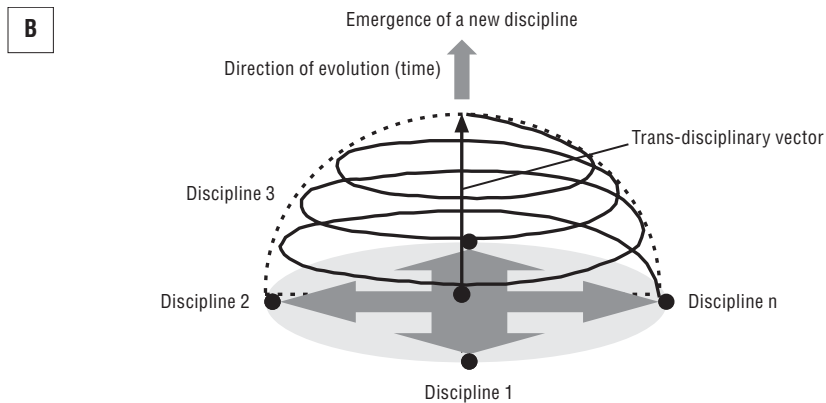 B
Emergence of a new discipline
Direction of evolution (time)
Trans-disciplinary vector
Discipline 3
Discipline 2
Discipline n
Discipline 1